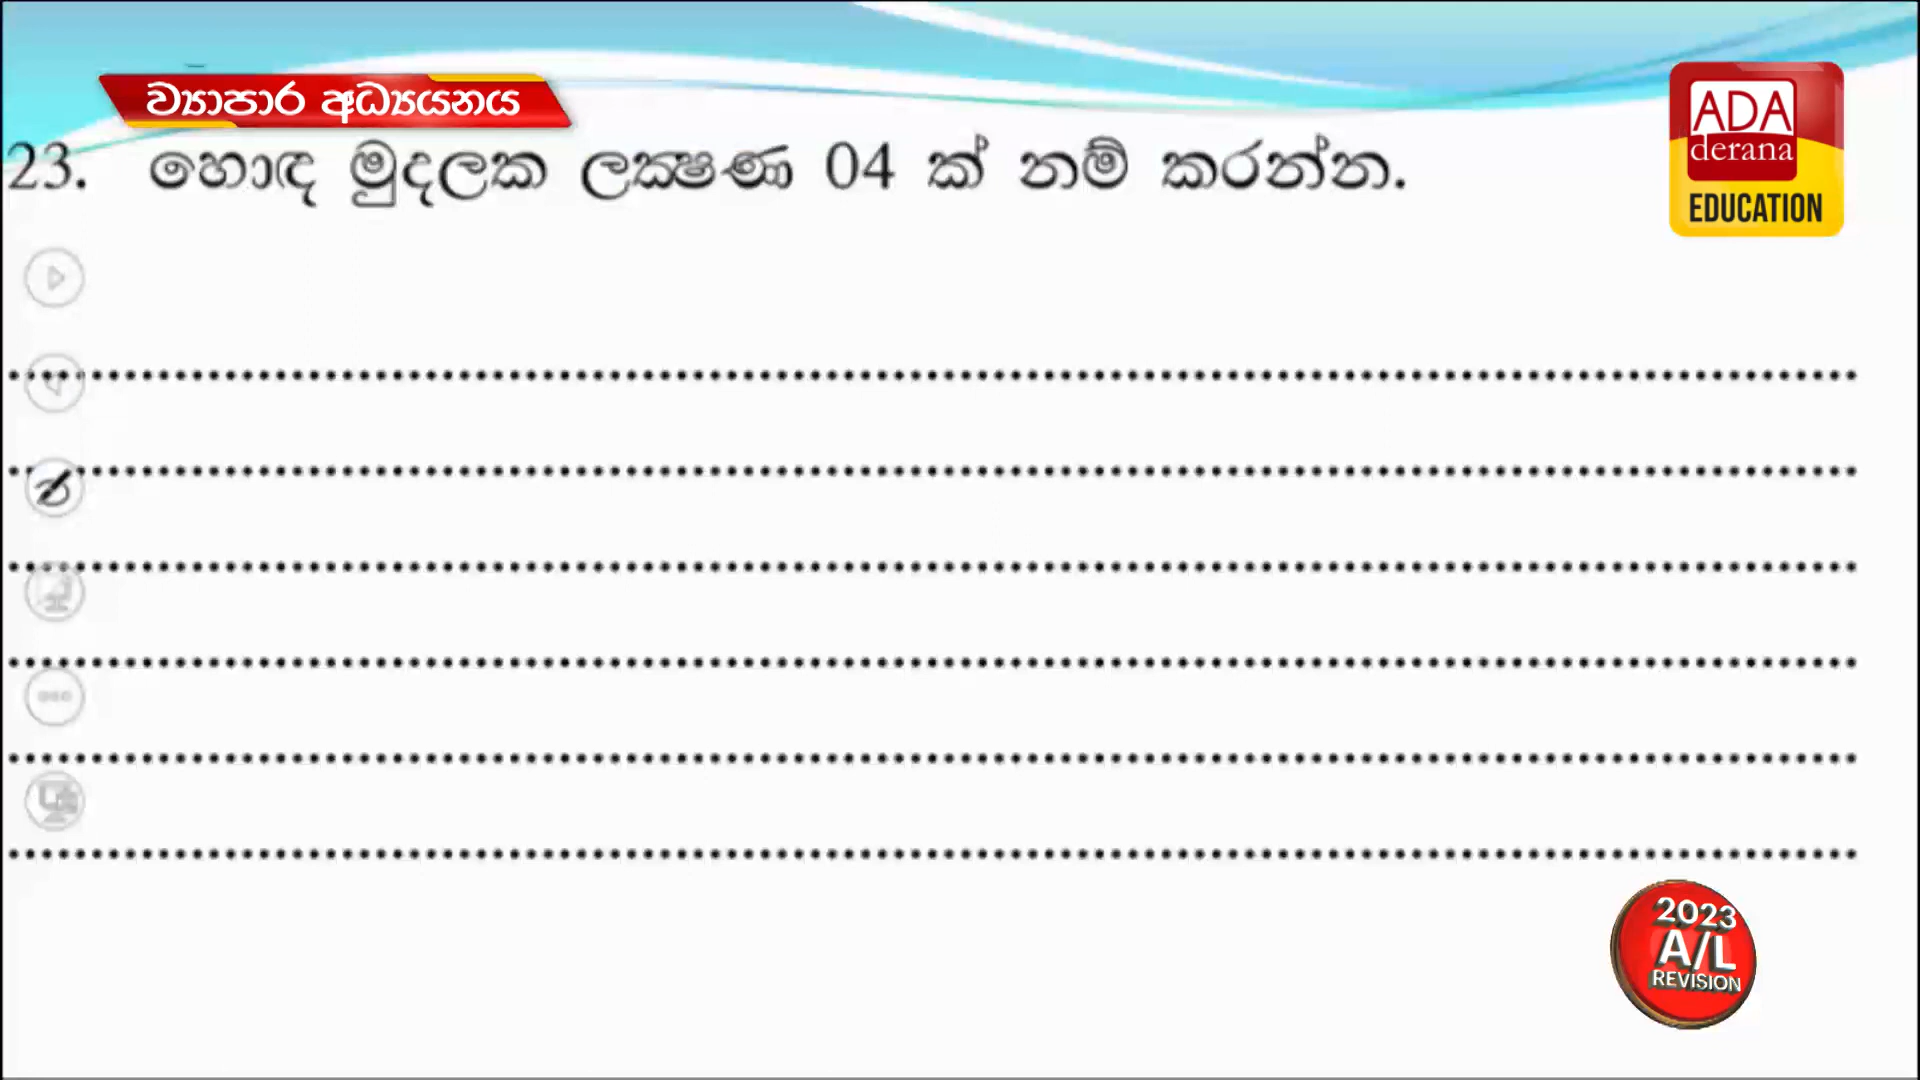 ව්‍යාපාර අධ්‍යයනය
ADA
derana
EDUCATION
23. හොඳ මුදලක ලක්‍ෂණ 04 ක් නම් කරන්න.
2023
A/L
REVISION